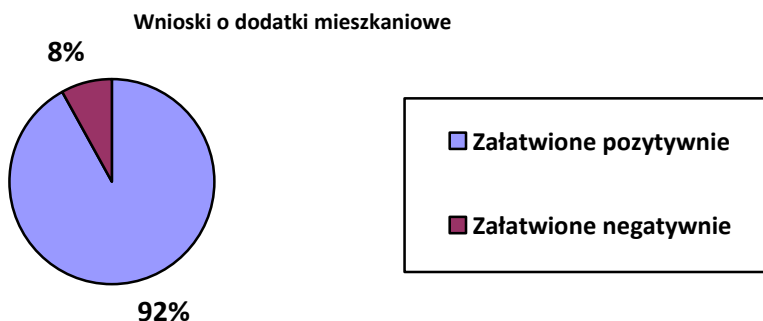 Wnioski o dodatki mieszkaniowe
8%
Załatwione pozytywnie
Załatwione negatywnie
92%